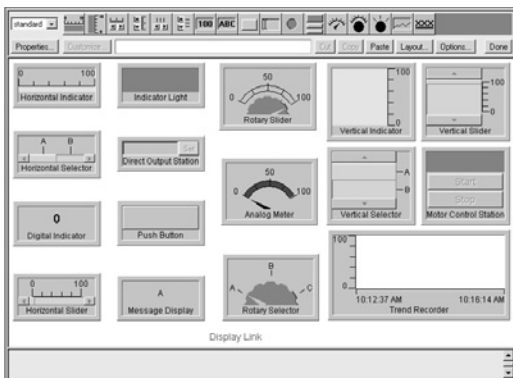 standard
100 ABC
Properties... Customize... Cut Copy Paste Layout... Options... Done
0 100
Horizontal Indicator
Indicator Light
0 50 100
Rotary Slider
100
0
Vertical Indicator
100
0
Vertical Slider
A B
Horizontal Selector
Set
Direct Output Station
0 50 100
Analog Meter
A
B
Vertical Selector
Start
Stop
Motor Control Station
0
Digital Indicator
Push Button
0 100
Horizontal Slider
A
Message Display
A B C
Rotary Selector
100
0
10:12:37 AM 10:16:14 AM
Trend Recorder
Display Link